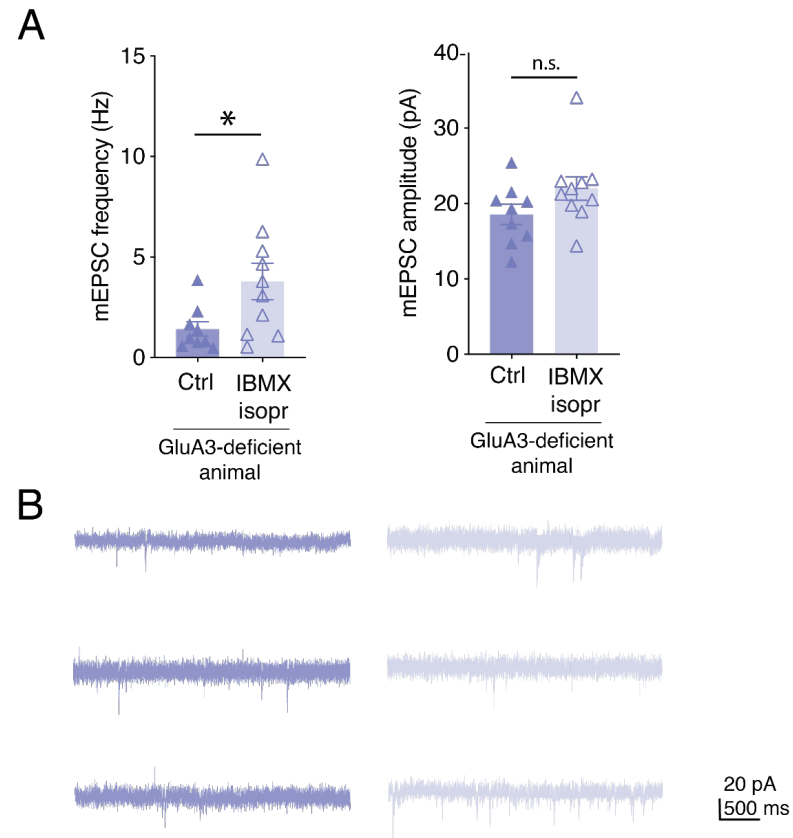 A
mEPSC frequency (Hz)
15
10
5
0
*
Ctrl
IBMX
isopr
GluA3-deficient
animal
mEPSC amplitude (pA)
40
30
20
10
0
n.s.
Ctrl
IBMX
isopr
GluA3-deficient
animal
B
20 pA
500 ms